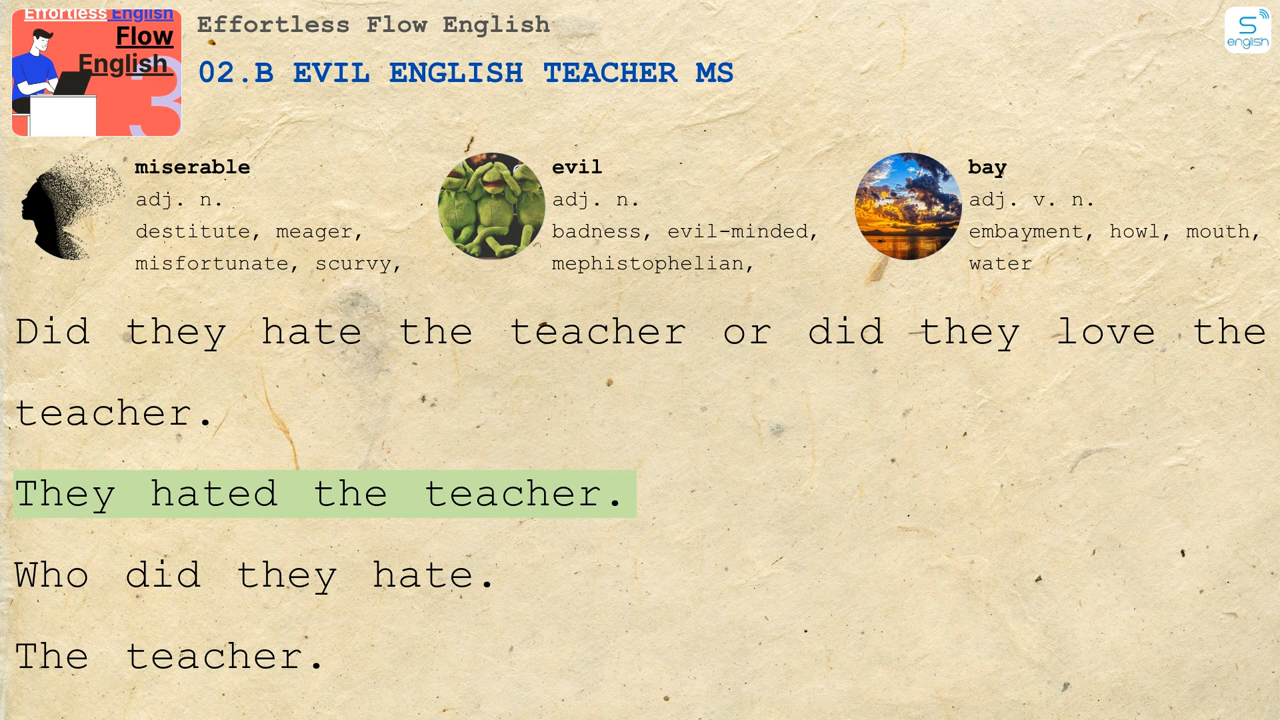 Effortless English
Flow
English
3
Effortless Flow English
02.B EVIL ENGLISH TEACHER MS
S
english
miserable
adj. n.
destitute, meager,
misfortunate, scurvy,
evil
adj. n.
badness, evil-minded,
mephistophelian,
bay
adj. v. n.
embayment, howl, mouth,
water
Did they hate the teacher or did they love the
teacher.
They hated the teacher.
Who did they hate.
The teacher.